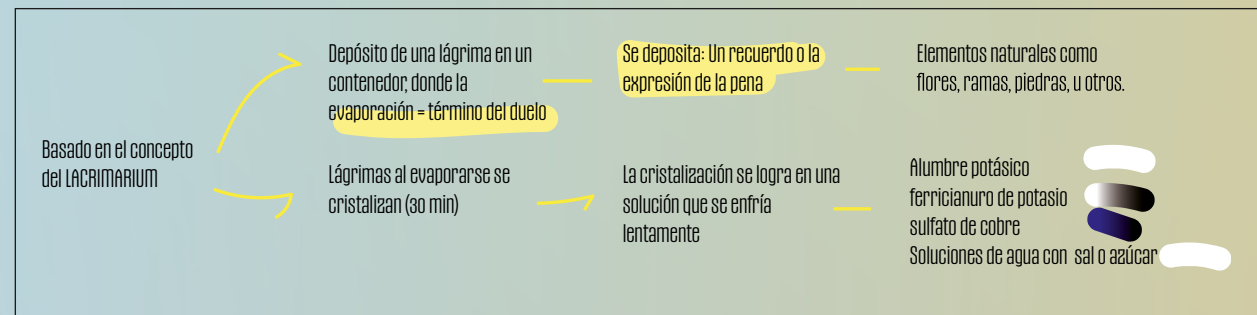 Basado en el concepto
del LACRIMARIUM
Depósito de una lágrima en un
contenedor, donde la
evaporación = término del duelo
Se deposita: Un recuerdo o la
expresión de la pena
Elementos naturales como
flores, ramas, piedras, u otros.
Lágrimas al evaporarse se
cristalizan (30 min)
La cristalización se logra en una
solución que se enfría
lentamente
Alumbre potásico
ferricianuro de potasio
sulfato de cobre
Soluciones de agua con sal o azúcar